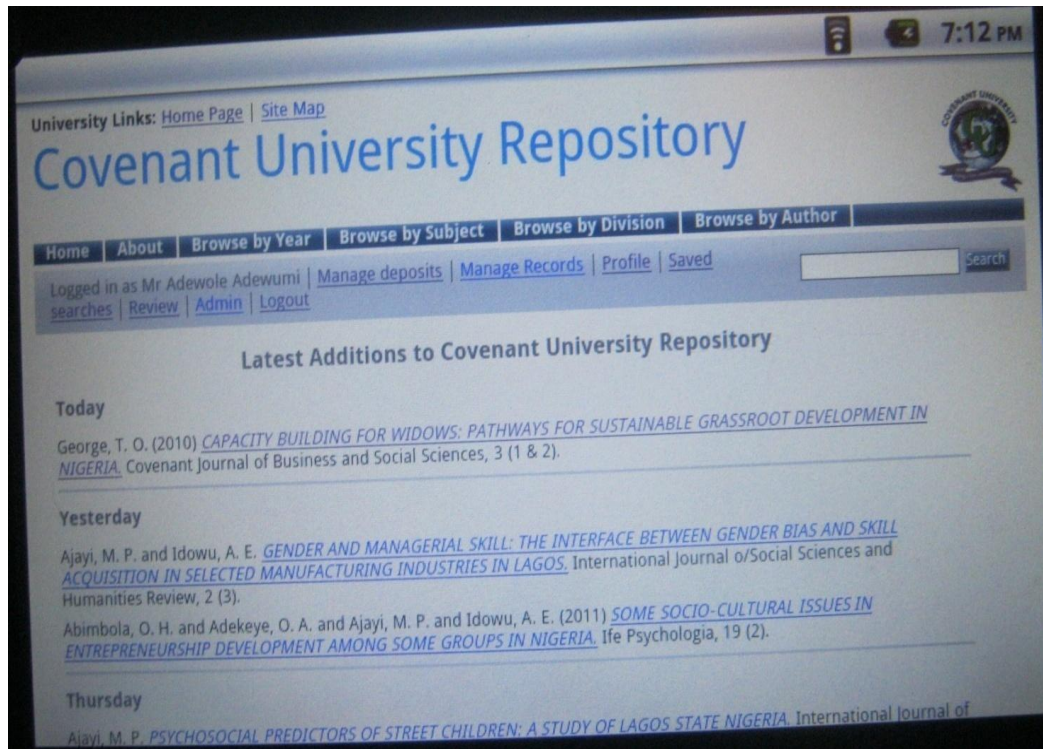 7:12 PM
University Links: Home Page | Site Map
Covenant University Repository
COVENANT UNIVERSITY
Home | About | Browse by Year | Browse by Subject | Browse by Division | Browse by Author
Logged in as Mr Adewole Adewumi | Manage deposits | Manage Records | Profile | Saved
searches | Review | Admin | Logout
Search
Latest Additions to Covenant University Repository
Today
George, T. O. (2010) CAPACITY BUILDING FOR WIDOWS: PATHWAYS FOR SUSTAINABLE GRASSROOT DEVELOPMENT IN
NIGERIA. Covenant Journal of Business and Social Sciences, 3 (1 & 2).
Yesterday
Ajayi, M. P. and Idowu, A. E. GENDER AND MANAGERIAL SKILL: THE INTERFACE BETWEEN GENDER BIAS AND SKILL
ACQUISITION IN SELECTED MANUFACTURING INDUSTRIES IN LAGOS. International Journal o/Social Sciences and
Humanities Review, 2 (3).
Abimbola, O. H. and Adekeye, O. A. and Ajayi, M. P. and Idowu, A. E. (2011) SOME SOCIO-CULTURAL ISSUES IN
ENTREPRENEURSHIP DEVELOPMENT AMONG SOME GROUPS IN NIGERIA. Ife Psychologia, 19 (2).
Thursday
Ajayi, M. P. PSYCHOSOCIAL PREDICTORS OF STREET CHILDREN: A STUDY OF LAGOS STATE NIGERIA. International Journal of